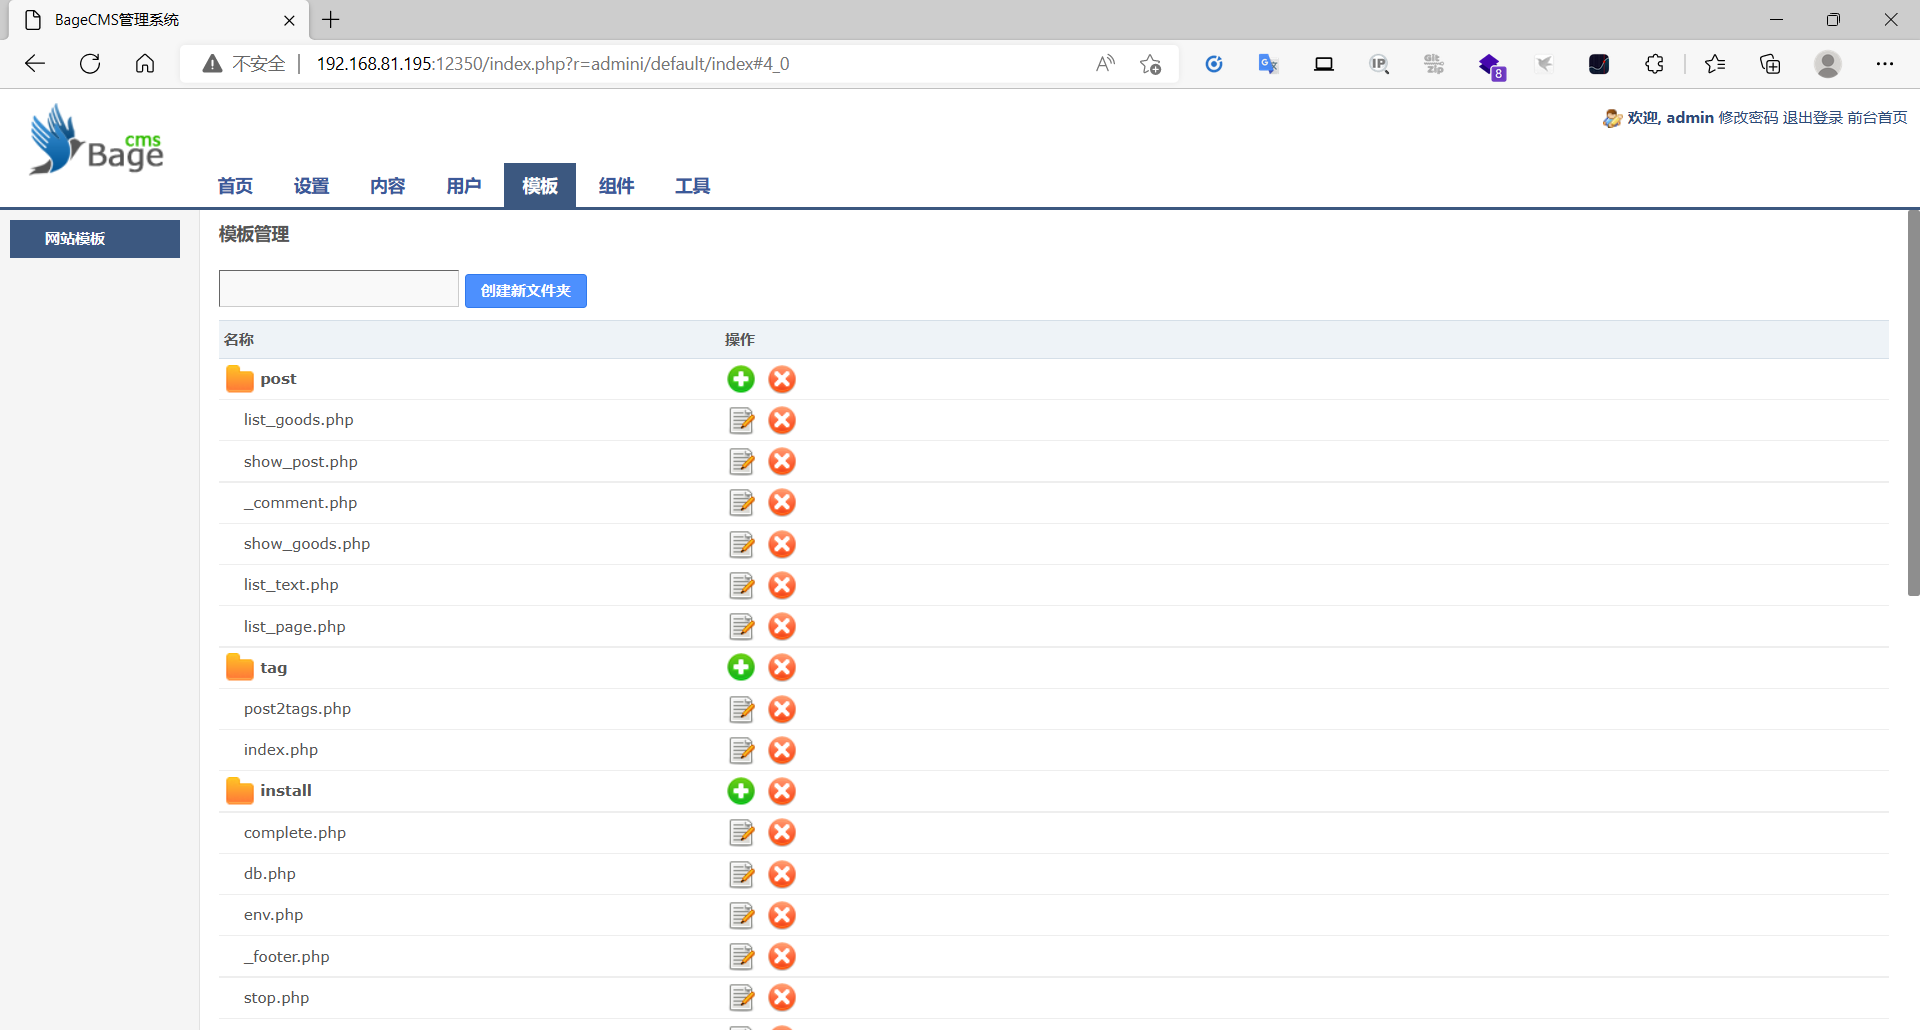 BageCMS管理系统
不安全 | 192.168.81.195:12350/index.php?r=admini/default/index#4_0
8
Bage cms
欢迎, admin 修改密码 退出登录 前台首页
首页 设置 内容 用户 模板 组件 工具
网站模板
模板管理
创建新文件夹
名称 操作
post
list_goods.php
show_post.php
_comment.php
show_goods.php
list_text.php
list_page.php
tag
post2tags.php
index.php
install
complete.php
db.php
env.php
_footer.php
stop.php